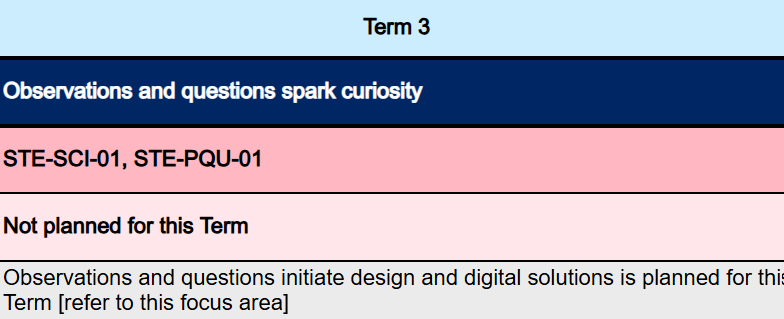 Term 3
Observations and questions spark curiosity
STE-SCI-01, STE-PQU-01
Not planned for this Term
Observations and questions initiate design and digital solutions is planned for this
Term [refer to this focus area]